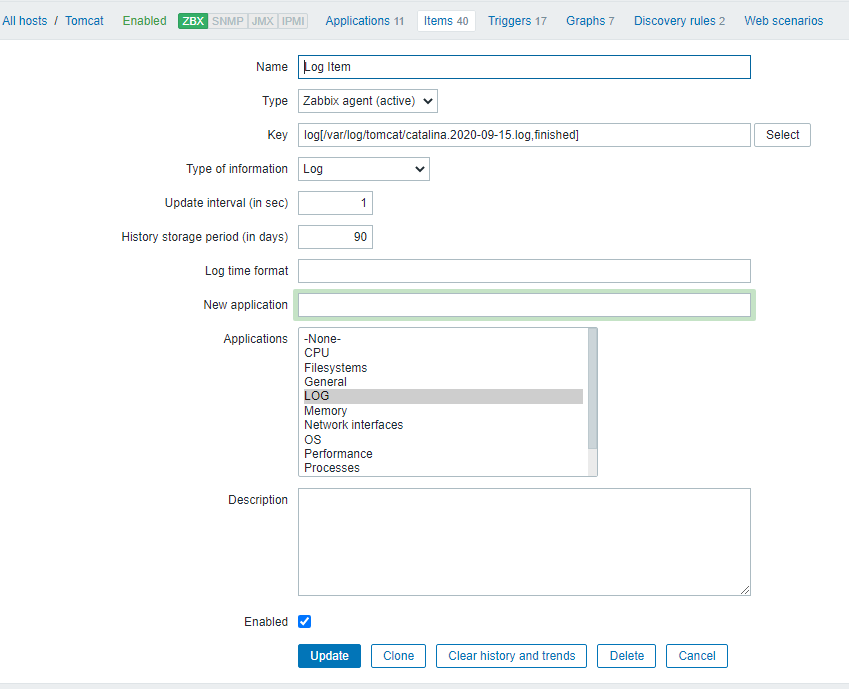 All hosts / Tomcat Enabled ZBX SNMP JMX IPMI Applications 11 Items 40 Triggers 17 Graphs 7 Discovery rules 2 Web scenarios
Name Log Item
Type Zabbix agent (active)
Key log[/var/log/tomcat/catalina.2020-09-15.log,finished] Select
Type of information Log
Update interval (in sec) 1
History storage period (in days) 90
Log time format
New application
Applications -None-
CPU
Filesystems
General
LOG
Memory
Network interfaces
OS
Performance
Processes
Description
Enabled
Update Clone Clear history and trends Delete Cancel